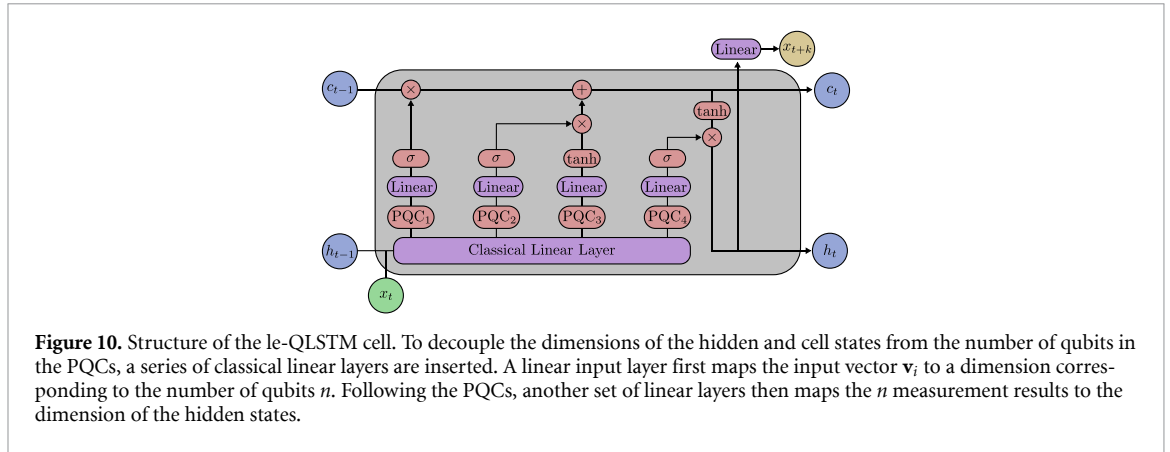 Linear x_{t+k}
c_{t-1} × + c_t
tanh
× ×
σ σ tanh σ
Linear Linear Linear Linear
PQC_1 PQC_2 PQC_3 PQC_4
h_{t-1} Classical Linear Layer h_t
x_t
Figure 10. Structure of the le-QLSTM cell. To decouple the dimensions of the hidden and cell states from the number of qubits in
the PQCs, a series of classical linear layers are inserted. A linear input layer first maps the input vector v_i to a dimension corres-
ponding to the number of qubits n. Following the PQCs, another set of linear layers then maps the n measurement results to the
dimension of the hidden states.